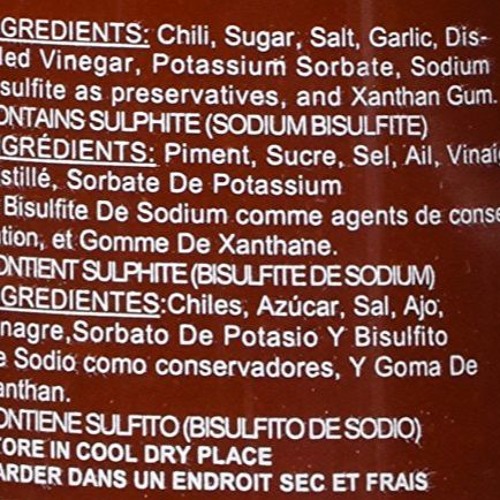 GREDIENTS: Chili, Sugar, Salt, Garlic, Dis-
led Vinegar, Potassium Sorbate, Sodium
sulfite as preservatives, and Xanthan Gum.
ONTAINS SULPHITE (SODIUM BISULFITE)
GRÉDIENTS: Piment, Sucre, Sel, Ail, Vinai
stillé, Sorbate De Potassium
Bisulfite De Sodium comme agents de conse
tion, et Gomme De Xanthane.
ONTIENT SULPHITE (BISULFITE DE SODIUM)
GREDIENTES:Chiles, Azúcar, Sal, Ajo,
nagre,Sorbato De Potasio Y Bisulfito
e Sodio como conservadores, Y Goma De
anthan.
ONTIENE SULFITO (BISULFITO DE SODIO)
ORE IN COOL DRY PLACE
ARDER DANS UN ENDROIT SEC ET FRAIS